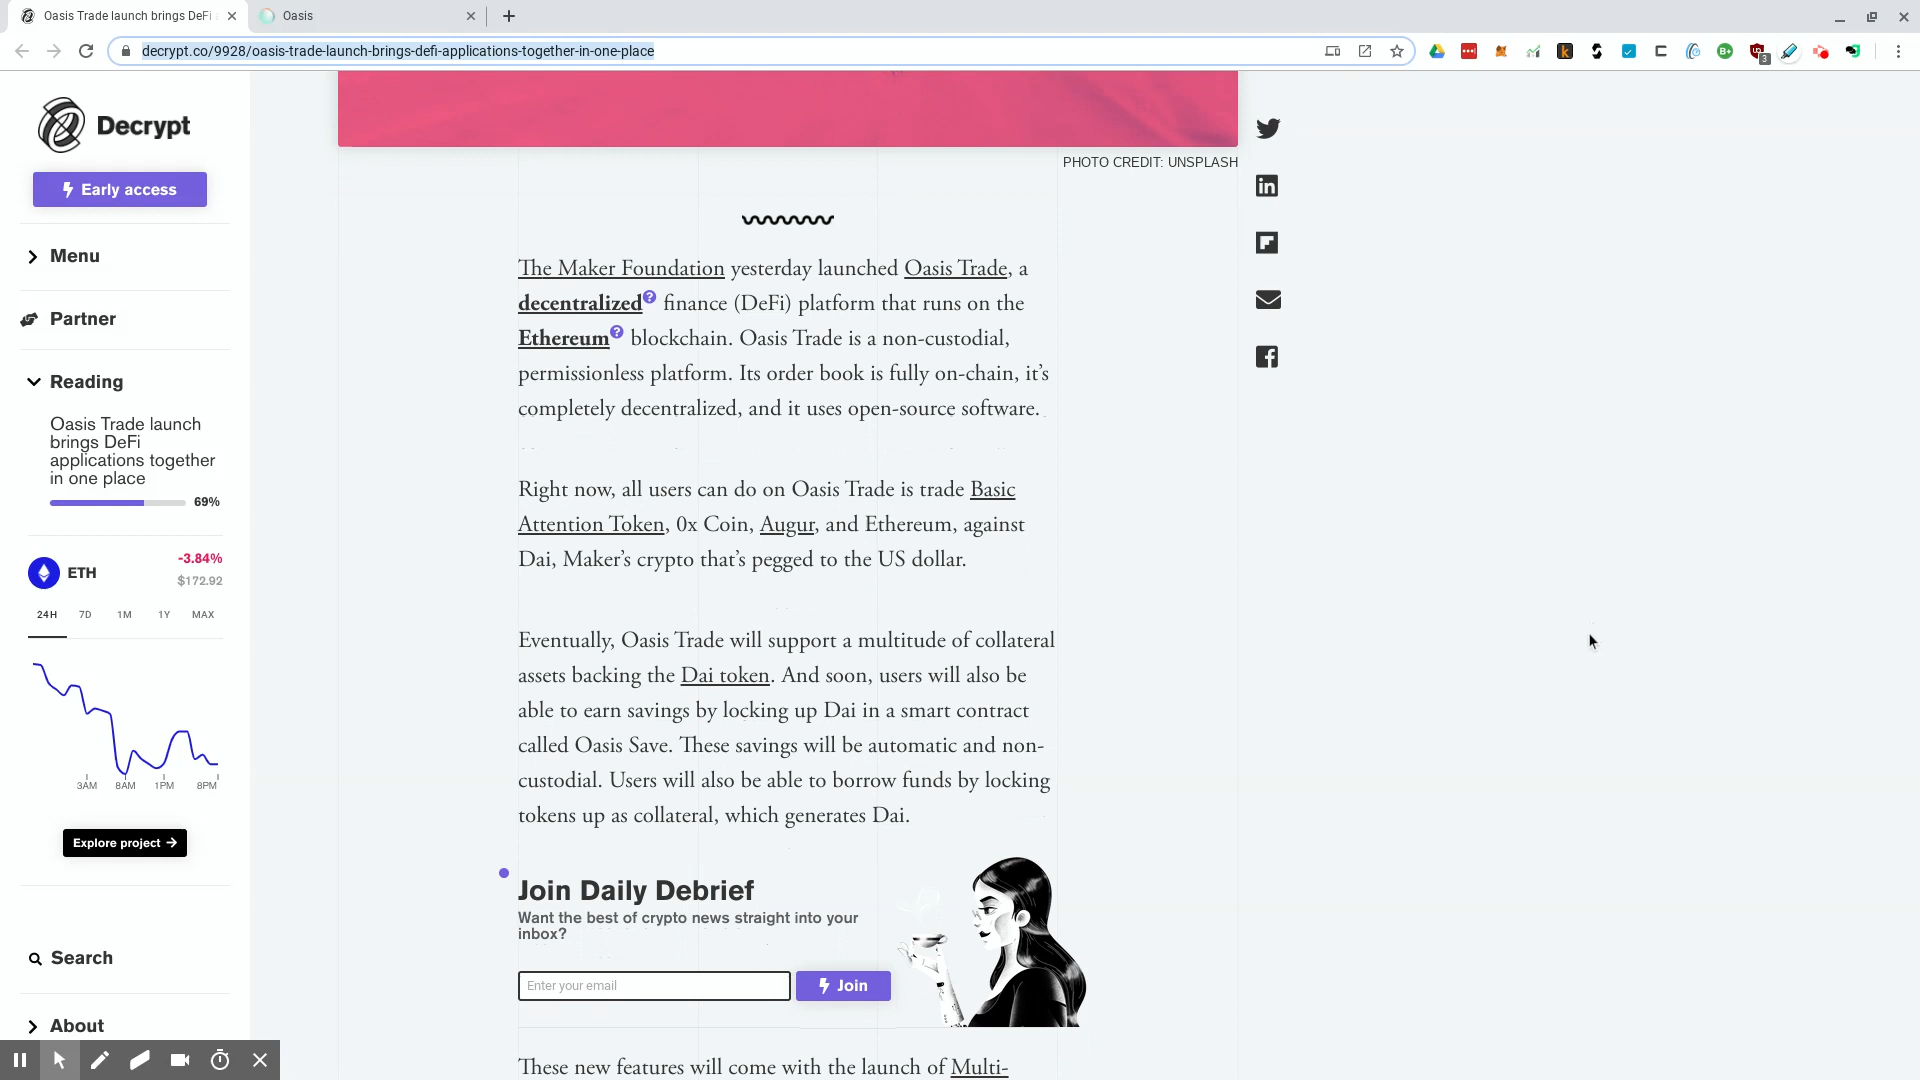 Oasis Trade launch brings DeFi a
Oasis
decrypt.co/9928/oasis-trade-launch-brings-defi-applications-together-in-one-place
Decrypt
Early access
Menu
Partner
Reading
Oasis Trade launch
brings DeFi
applications together
in one place
69%
ETH
-3.84%
$172.92
24H 7D 1M 1Y MAX
3AM 8AM 1PM 8PM
Explore project →
Search
About
PHOTO CREDIT: UNSPLASH
The Maker Foundation yesterday launched Oasis Trade, a
decentralized? finance (DeFi) platform that runs on the
Ethereum? blockchain. Oasis Trade is a non-custodial,
permissionless platform. Its order book is fully on-chain, it’s
completely decentralized, and it uses open-source software.
Right now, all users can do on Oasis Trade is trade Basic
Attention Token, 0x Coin, Augur, and Ethereum, against
Dai, Maker’s crypto that’s pegged to the US dollar.
Eventually, Oasis Trade will support a multitude of collateral
assets backing the Dai token. And soon, users will also be
able to earn savings by locking up Dai in a smart contract
called Oasis Save. These savings will be automatic and non-
custodial. Users will also be able to borrow funds by locking
tokens up as collateral, which generates Dai.
Join Daily Debrief
Want the best of crypto news straight into your
inbox?
Enter your email
Join
These new features will come with the launch of Multi-